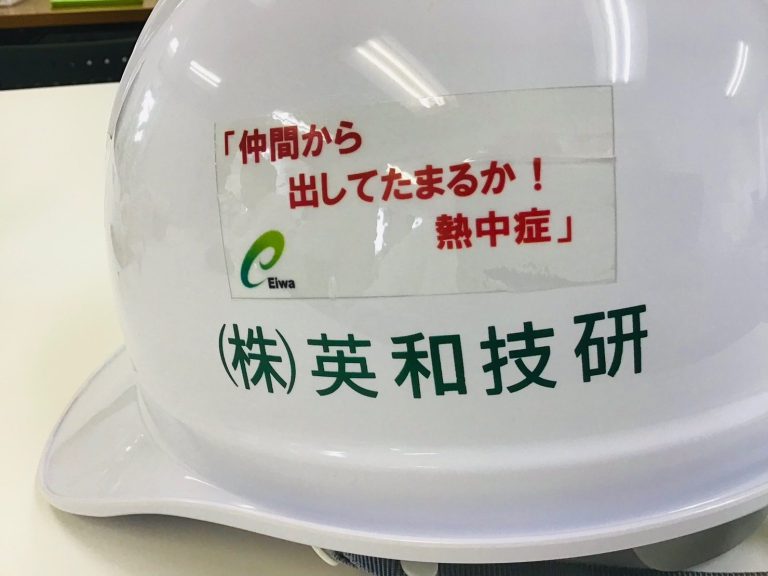 「仲間から
出してたまるか！
熱中症」
Eiwa
(株)英和技研